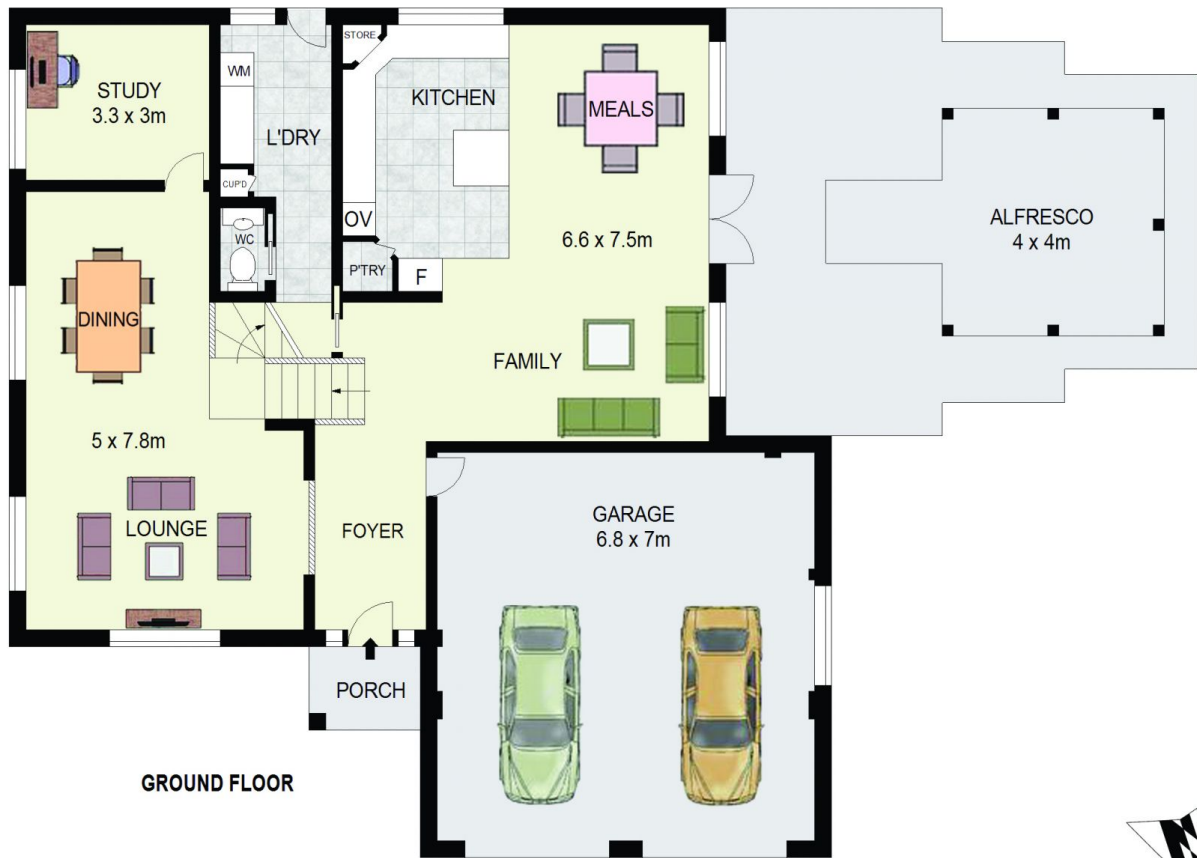 STORE
STUDY
3.3 x 3m
WM
L'DRY
KITCHEN
MEALS
CUP'D
OV
WC
P'TRY
F
6.6 x 7.5m
ALFRESCO
4 x 4m
DINING
FAMILY
5 x 7.8m
LOUNGE
FOYER
GARAGE
6.8 x 7m
PORCH
GROUND FLOOR